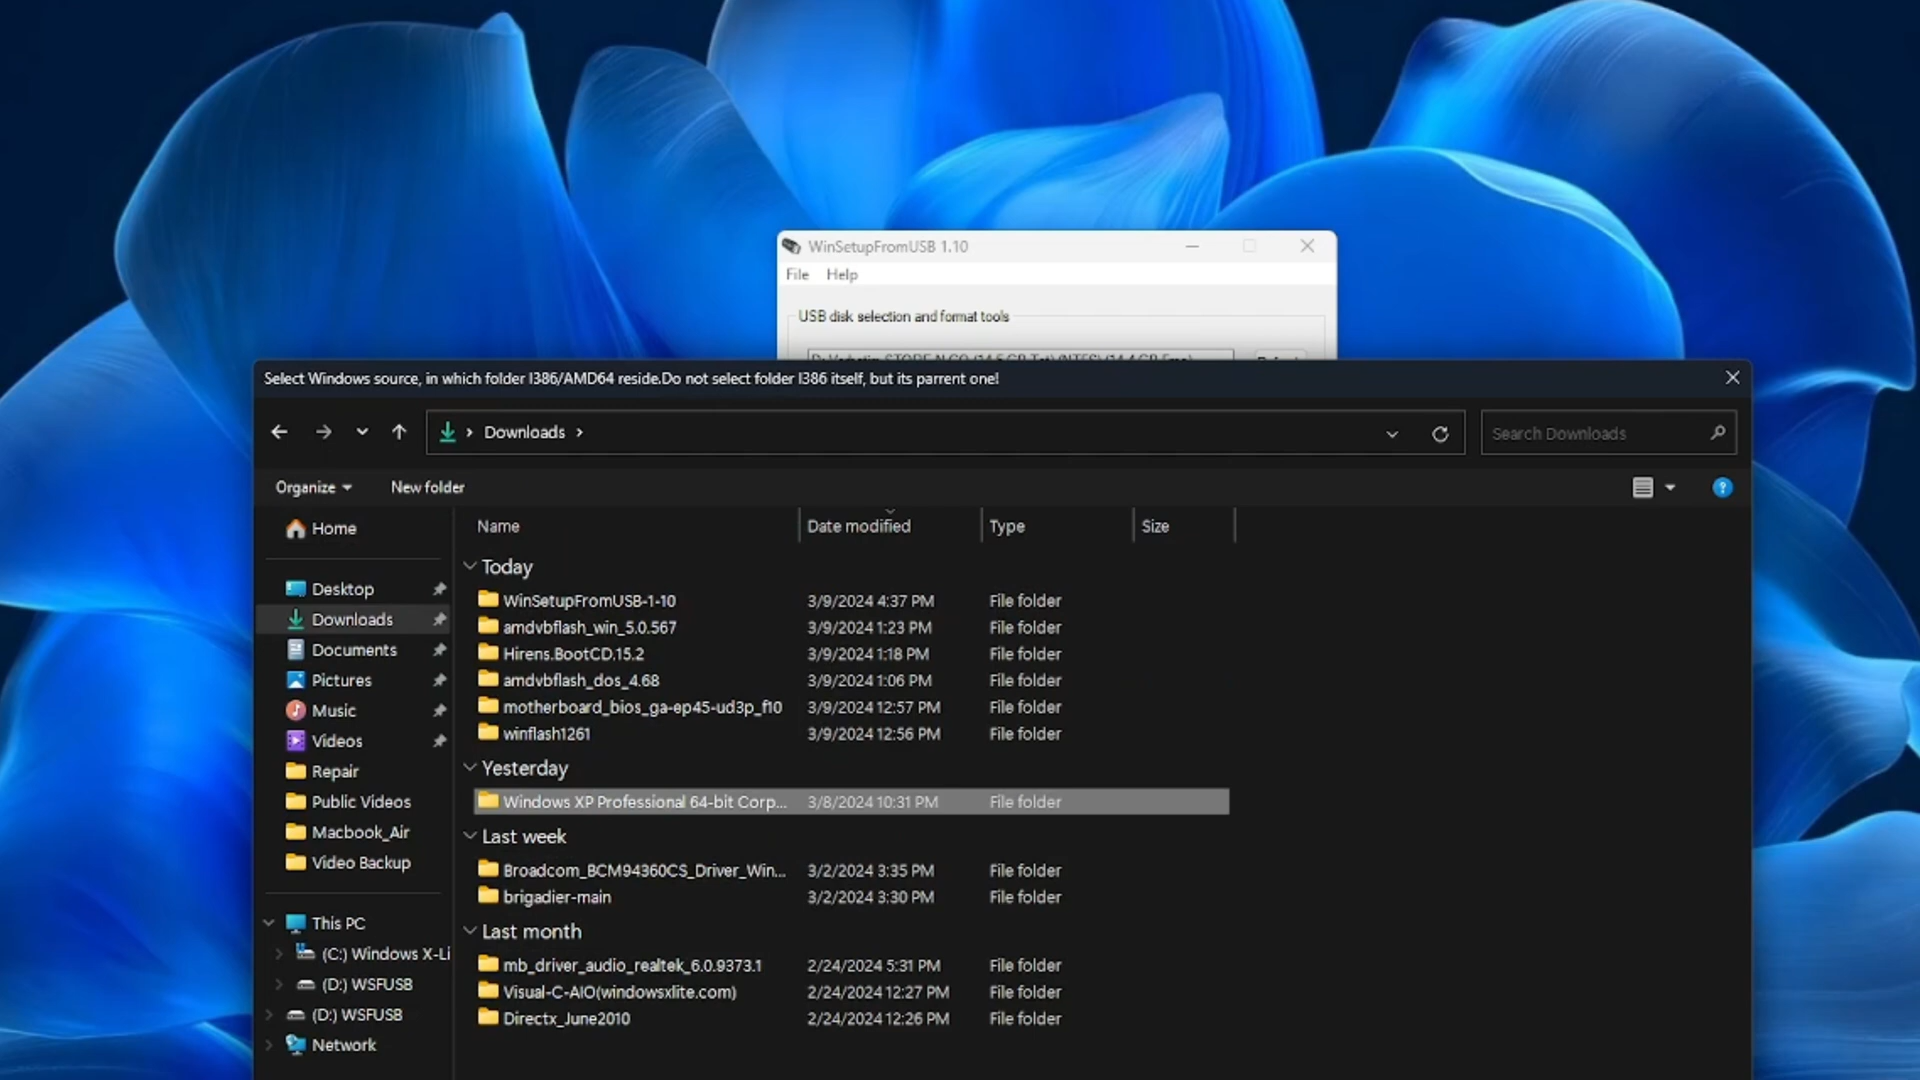 WinSetupFromUSB 1.10
File Help
USB disk selection and format tools
Select Windows source, in which folder I386/AMD64 reside.Do not select folder I386 itself, but its parrent one!
Downloads
Search Downloads
Organize New folder
Home
Desktop
Downloads
Documents
Pictures
Music
Videos
Repair
Public Videos
Macbook_Air
Video Backup
This PC
(C:) Windows X-Li
(D:) WSFUSB
(D:) WSFUSB
Network
Name Date modified Type Size
Today
WinSetupFromUSB-1-10 3/9/2024 4:37 PM File folder
amdvbflash_win_5.0.567 3/9/2024 1:23 PM File folder
Hirens.BootCD.15.2 3/9/2024 1:18 PM File folder
amdvbflash_dos_4.68 3/9/2024 1:06 PM File folder
motherboard_bios_ga-ep45-ud3p_f10 3/9/2024 12:57 PM File folder
winflash1261 3/9/2024 12:56 PM File folder
Yesterday
Windows XP Professional 64-bit Corp... 3/8/2024 10:31 PM File folder
Last week
Broadcom_BCM94360CS_Driver_Win... 3/2/2024 3:35 PM File folder
brigadier-main 3/2/2024 3:30 PM File folder
Last month
mb_driver_audio_realtek_6.0.9373.1 2/24/2024 5:31 PM File folder
Visual-C-AIO(windowsxlite.com) 2/24/2024 12:27 PM File folder
Directx_June2010 2/24/2024 12:26 PM File folder